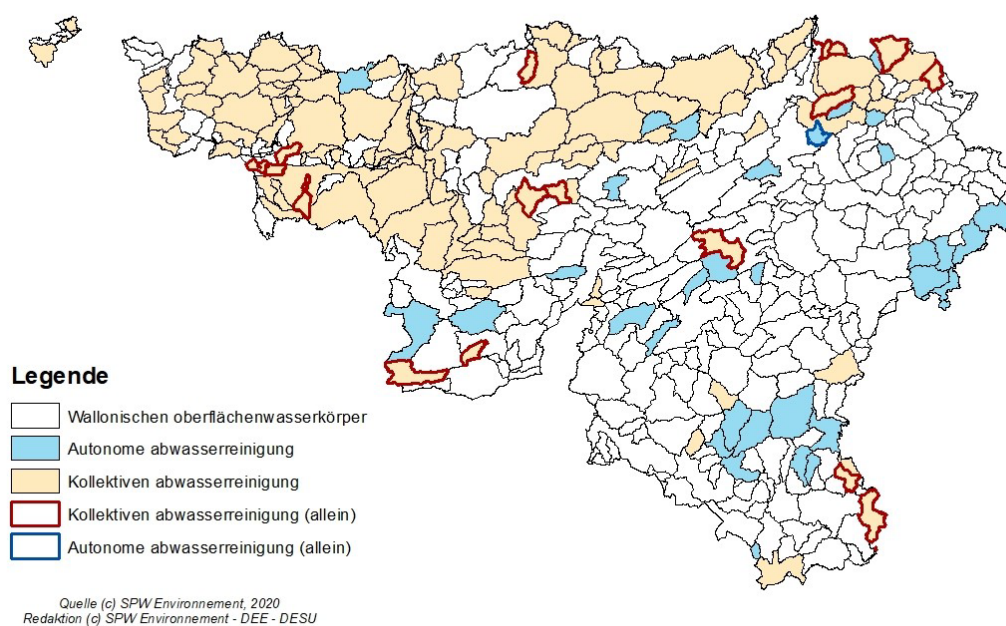 Legende
Wallonischen oberflächenwasserkörper
Autonome abwasserreinigung
Kollektiven abwasserreinigung
Kollektiven abwasserreinigung (allein)
Autonome abwasserreinigung (allein)
Quelle (c) SPW Environnement, 2020
Redaktion (c) SPW Environnement - DEE - DESU